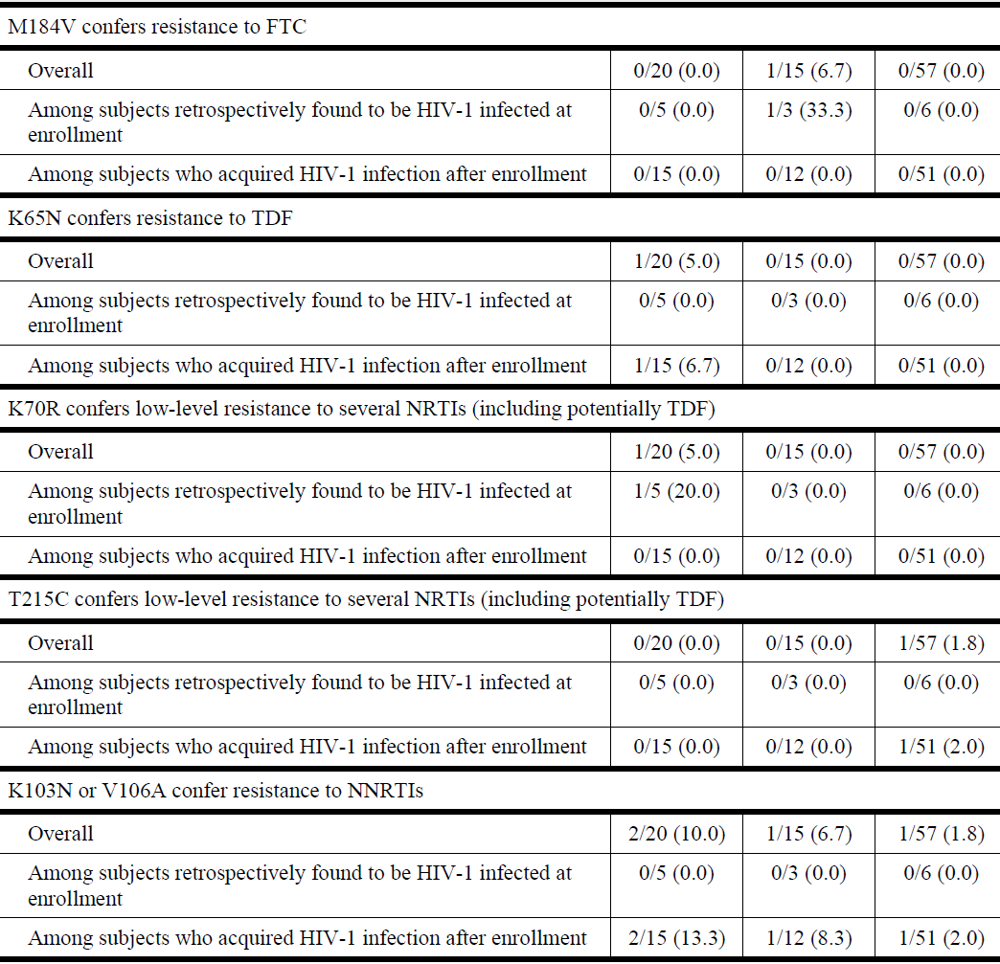 M184V confers resistance to FTC
Overall 0/20 (0.0) 1/15 (6.7) 0/57 (0.0)
Among subjects retrospectively found to be HIV-1 infected at 0/5 (0.0) 1/3 (33.3) 0/6 (0.0)
enrollment
Among subjects who acquired HIV-1 infection after enrollment 0/15 (0.0) 0/12 (0.0) 0/51 (0.0)
K65N confers resistance to TDF
Overall 1/20 (5.0) 0/15 (0.0) 0/57 (0.0)
Among subjects retrospectively found to be HIV-1 infected at 0/5 (0.0) 0/3 (0.0) 0/6 (0.0)
enrollment
Among subjects who acquired HIV-1 infection after enrollment 1/15 (6.7) 0/12 (0.0) 0/51 (0.0)
K70R confers low-level resistance to several NRTIs (including potentially TDF)
Overall 1/20 (5.0) 0/15 (0.0) 0/57 (0.0)
Among subjects retrospectively found to be HIV-1 infected at 1/5 (20.0) 0/3 (0.0) 0/6 (0.0)
enrollment
Among subjects who acquired HIV-1 infection after enrollment 0/15 (0.0) 0/12 (0.0) 0/51 (0.0)
T215C confers low-level resistance to several NRTIs (including potentially TDF)
Overall 0/20 (0.0) 0/15 (0.0) 1/57 (1.8)
Among subjects retrospectively found to be HIV-1 infected at 0/5 (0.0) 0/3 (0.0) 0/6 (0.0)
enrollment
Among subjects who acquired HIV-1 infection after enrollment 0/15 (0.0) 0/12 (0.0) 1/51 (2.0)
K103N or V106A confer resistance to NNRTIs
Overall 2/20 (10.0) 1/15 (6.7) 1/57 (1.8)
Among subjects retrospectively found to be HIV-1 infected at 0/5 (0.0) 0/3 (0.0) 0/6 (0.0)
enrollment
Among subjects who acquired HIV-1 infection after enrollment 2/15 (13.3) 1/12 (8.3) 1/51 (2.0)